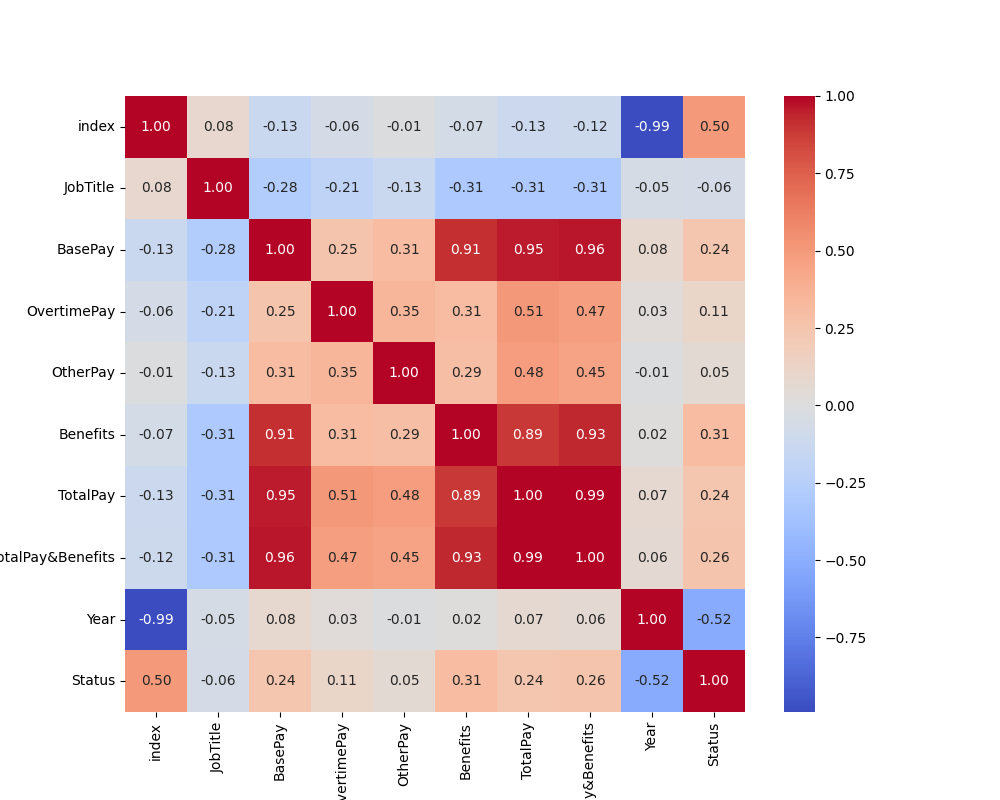 index 1.00 0.08 -0.13 -0.06 -0.01 -0.07 -0.13 -0.12 -0.99 0.50
JobTitle 0.08 1.00 -0.28 -0.21 -0.13 -0.31 -0.31 -0.31 -0.05 -0.06
BasePay -0.13 -0.28 1.00 0.25 0.31 0.91 0.95 0.96 0.08 0.24
OvertimePay -0.06 -0.21 0.25 1.00 0.35 0.31 0.51 0.47 0.03 0.11
OtherPay -0.01 -0.13 0.31 0.35 1.00 0.29 0.48 0.45 -0.01 0.05
Benefits -0.07 -0.31 0.91 0.31 0.29 1.00 0.89 0.93 0.02 0.31
TotalPay -0.13 -0.31 0.95 0.51 0.48 0.89 1.00 0.99 0.07 0.24
otalPay&Benefits -0.12 -0.31 0.96 0.47 0.45 0.93 0.99 1.00 0.06 0.26
Year -0.99 -0.05 0.08 0.03 -0.01 0.02 0.07 0.06 1.00 -0.52
Status 0.50 -0.06 0.24 0.11 0.05 0.31 0.24 0.26 -0.52 1.00
index
JobTitle
BasePay
vertimePay
OtherPay
Benefits
TotalPay
y&Benefits
Year
Status
1.00
0.75
0.50
0.25
0.00
−0.25
−0.50
−0.75